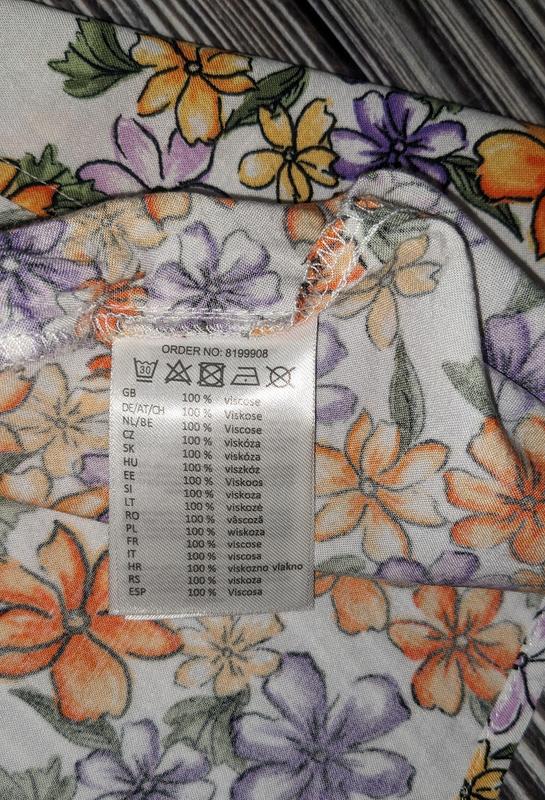 ORDER NO: 8199908
30
GB 100 % Viscose
DE/AT/CH 100 % Viskose
NL/BE 100 % Viscose
CZ 100 % viskóza
SK 100 % viskóza
HU 100 % viszkóz
EE 100 % Viskoos
SI 100 % viskoza
LT 100 % viskozė
RO 100 % vâscoză
PL 100 % wiskoza
FR 100 % viscose
IT 100 % viscosa
HR 100 % viskozno vlakno
RS 100 % viskoza
ESP 100 % Viscosa